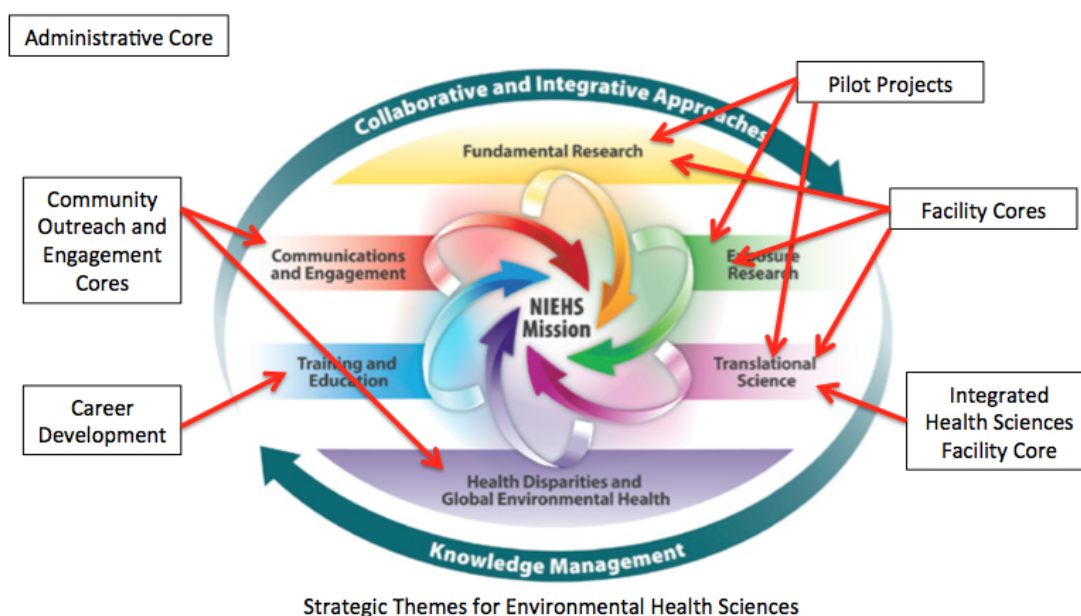 Administrative Core
Collaborative and Integrative Approaches
Pilot Projects
Fundamental Research
Community
Outreach and
Engagement
Cores
Facility Cores
Communications
and Engagement
Exposure
Research
NIEHS
Mission
Training and
Education
Translational
Science
Career
Development
Integrated
Health Sciences
Facility Core
Health Disparities and
Global Environmental Health
Knowledge Management
Strategic Themes for Environmental Health Sciences